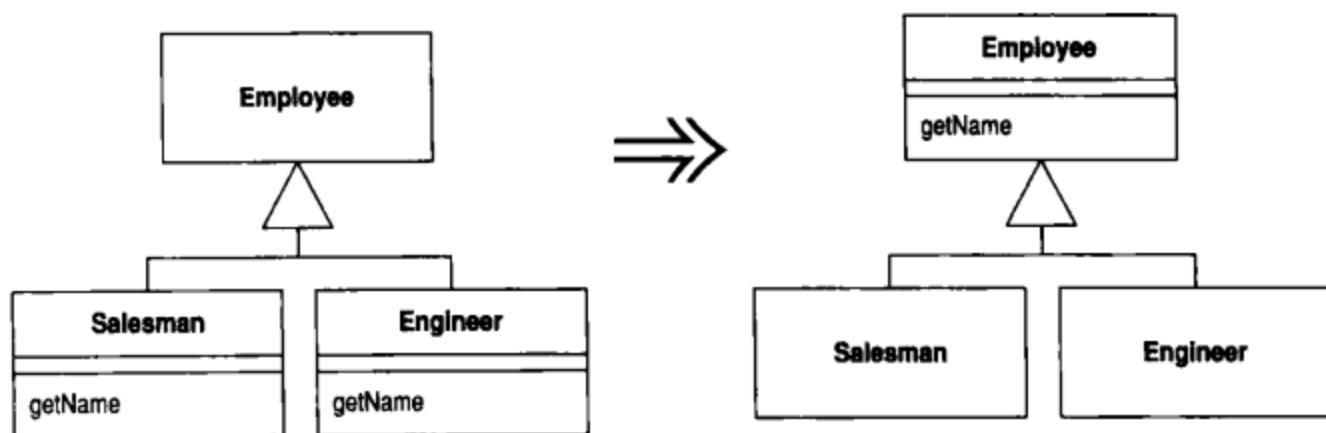 Employee
Salesman
getName
Engineer
getName
Employee
getName
Salesman
Engineer